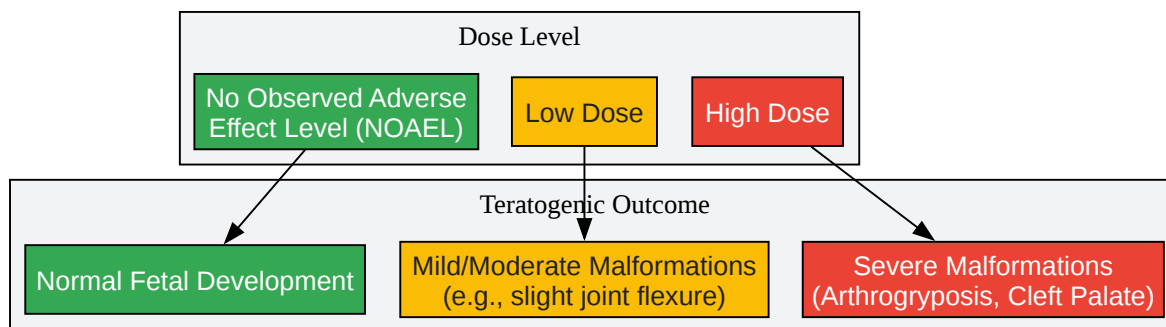 Dose Level
No Observed Adverse
Effect Level (NOAEL)
Low Dose
High Dose
Teratogenic Outcome
Normal Fetal Development
Mild/Moderate Malformations
(e.g., slight joint flexure)
Severe Malformations
(Arthrogryposis, Cleft Palate)